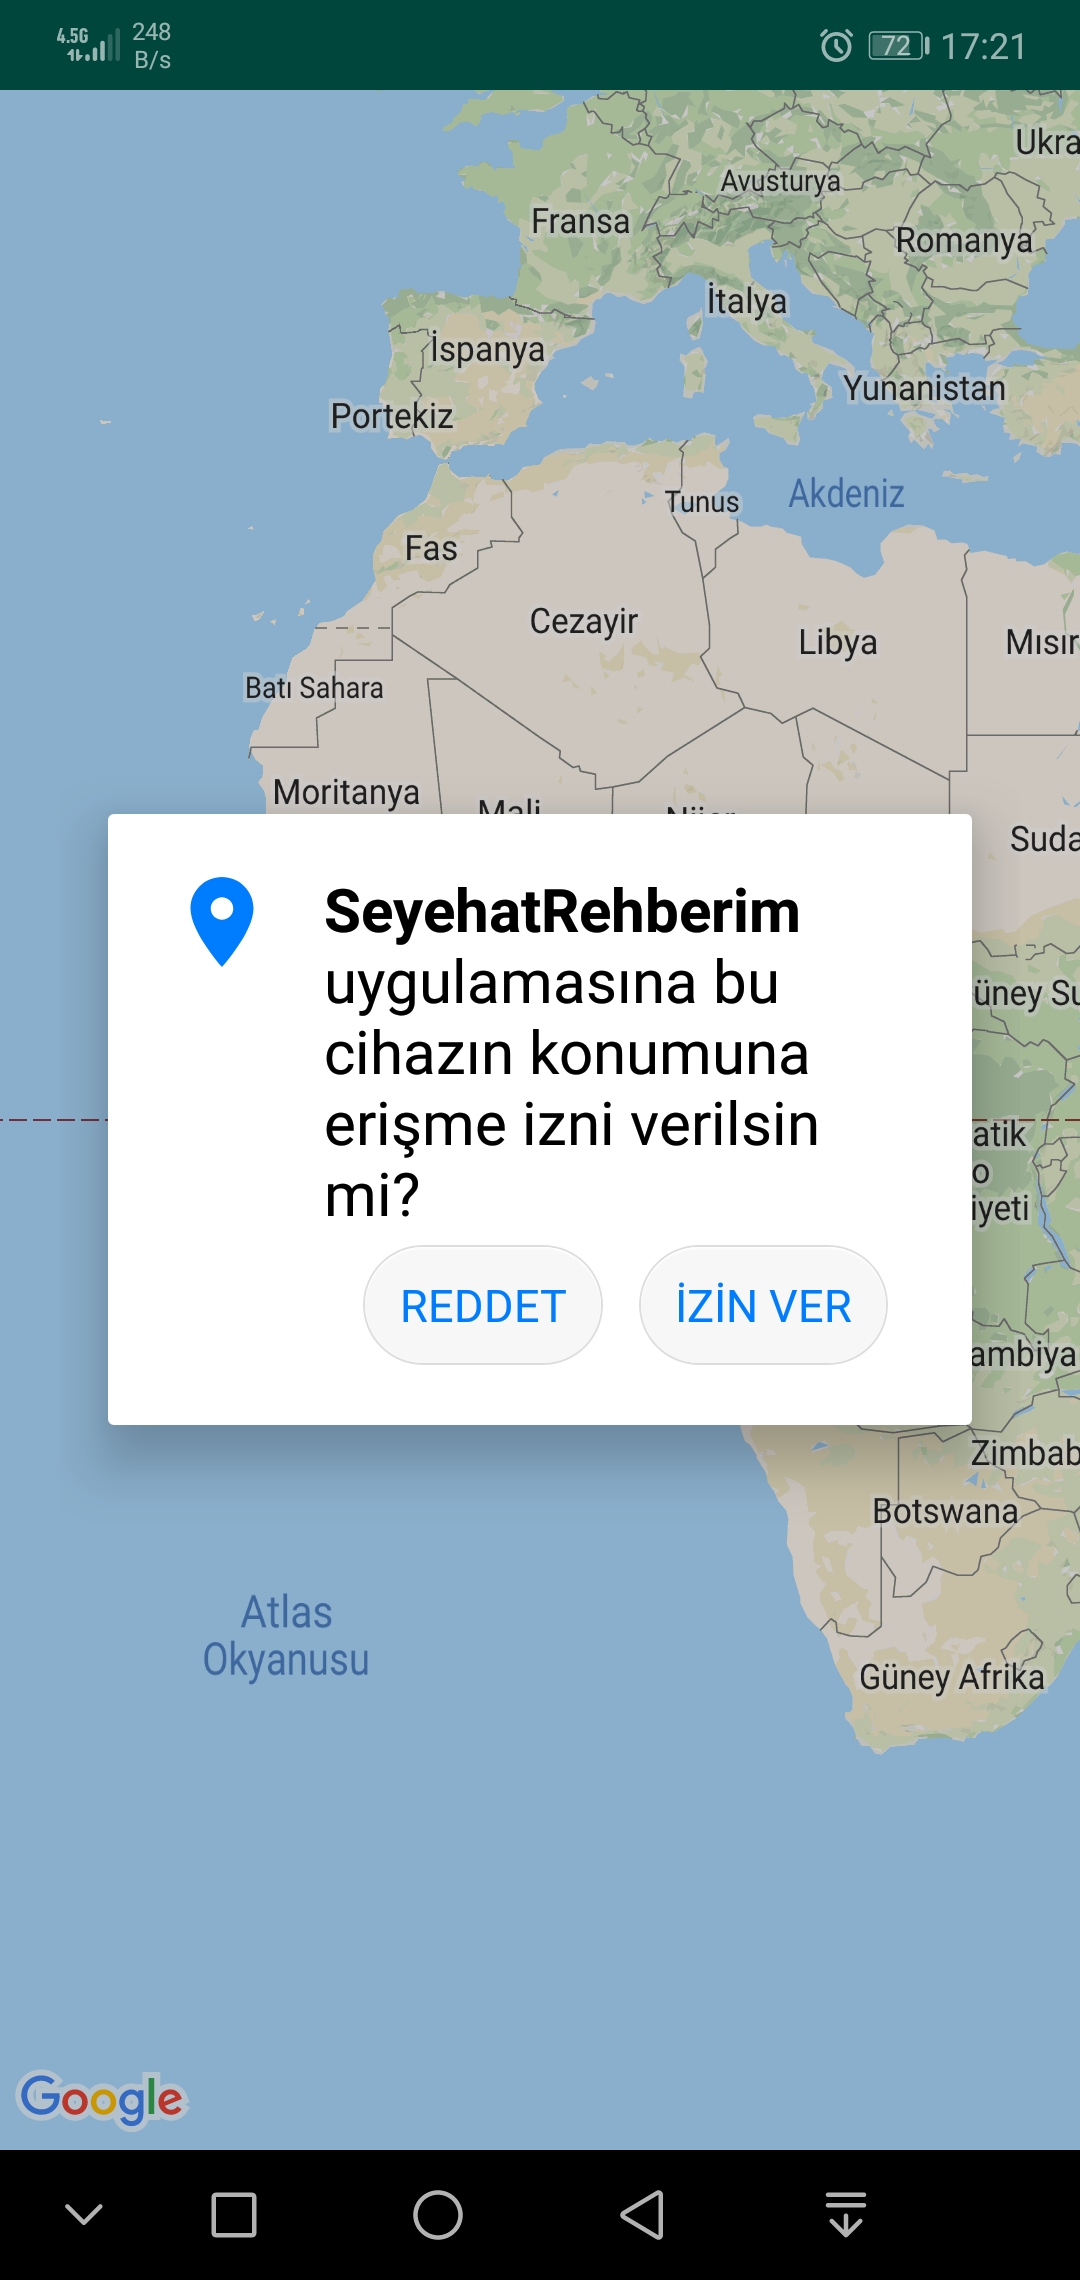 4.5G
248
B/s
72
17:21
Ukra
Avusturya
Fransa
Romanya
İtalya
İspanya
Yunanistan
Portekiz
Akdeniz
Tunus
Fas
Cezayir
Libya
Mısır
Batı Sahara
Moritanya
Mali
Nijer
Suda
SeyehatRehberim
uygulamasına bu
cihazın konumuna
erişme izni verilsin
mi?
REDDET
İZİN VER
üney Su
atik
o
iyeti
ambiya
Zimbab
Botswana
Atlas
Okyanusu
Güney Afrika
Google